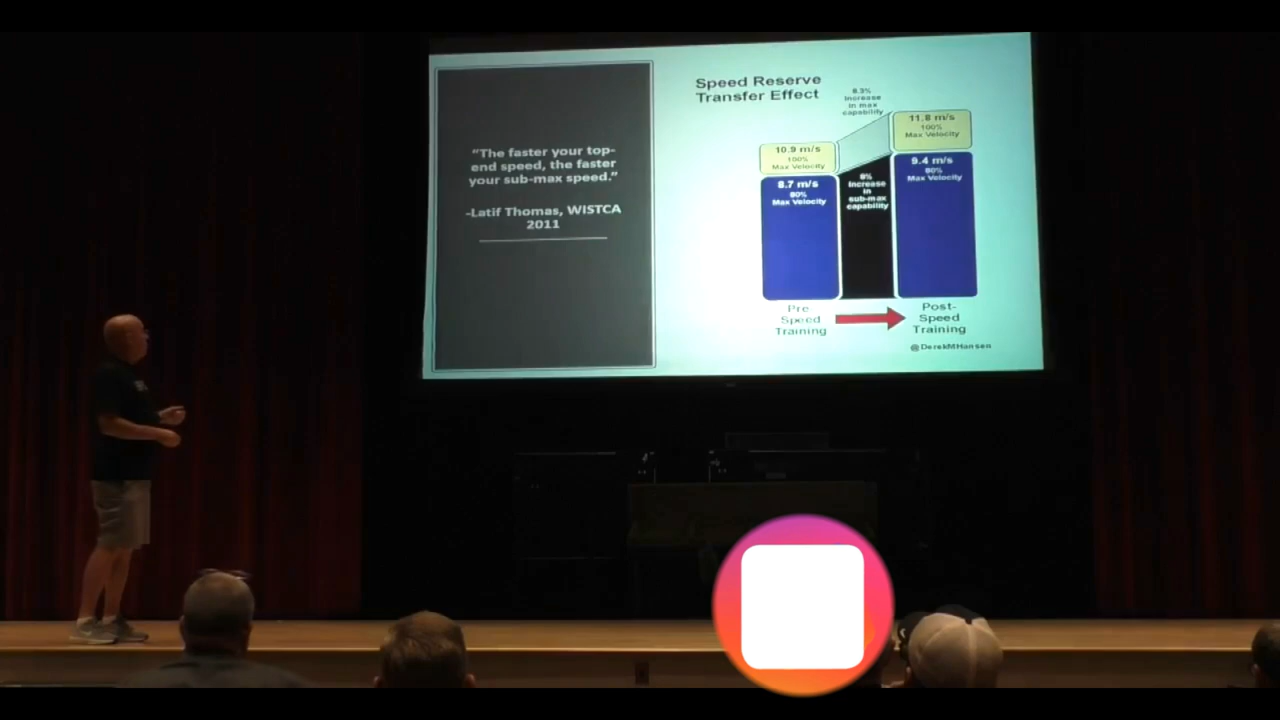 “The faster your top-
end speed, the faster
your sub-max speed.”
-Latif Thomas, WISTCA
2011
Speed Reserve
Transfer Effect
8.3%
Increase
in max
capability
10.9 m/s
100%
Max Velocity
8.7 m/s
80%
Max Velocity
8%
Increase
in
sub-max
capability
11.8 m/s
100%
Max Velocity
9.4 m/s
80%
Max Velocity
Pre-
Speed
Training
Post-
Speed
Training
@DerekMHansen